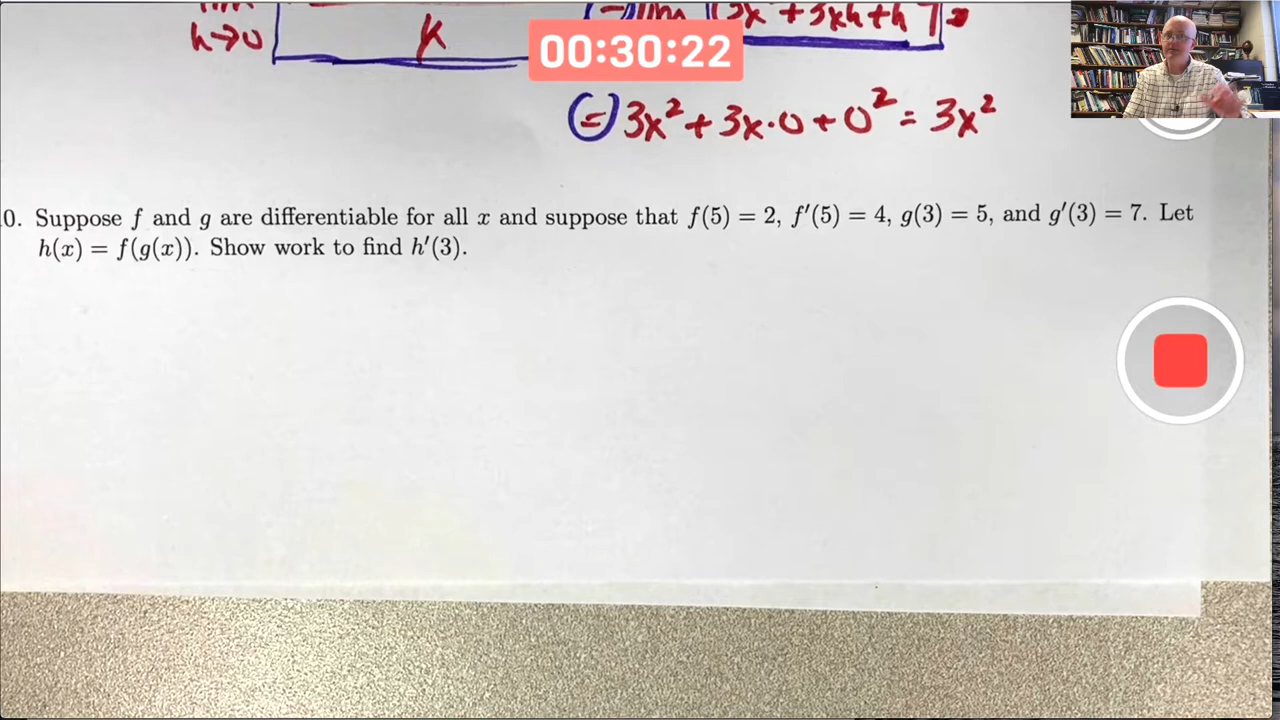 h→0
00:30:22
(=) 3x² + 3x·0 + 0² = 3x²
0. Suppose f and g are differentiable for all x and suppose that f(5) = 2, f′(5) = 4, g(3) = 5, and g′(3) = 7. Let
h(x) = f(g(x)). Show work to find h′(3).